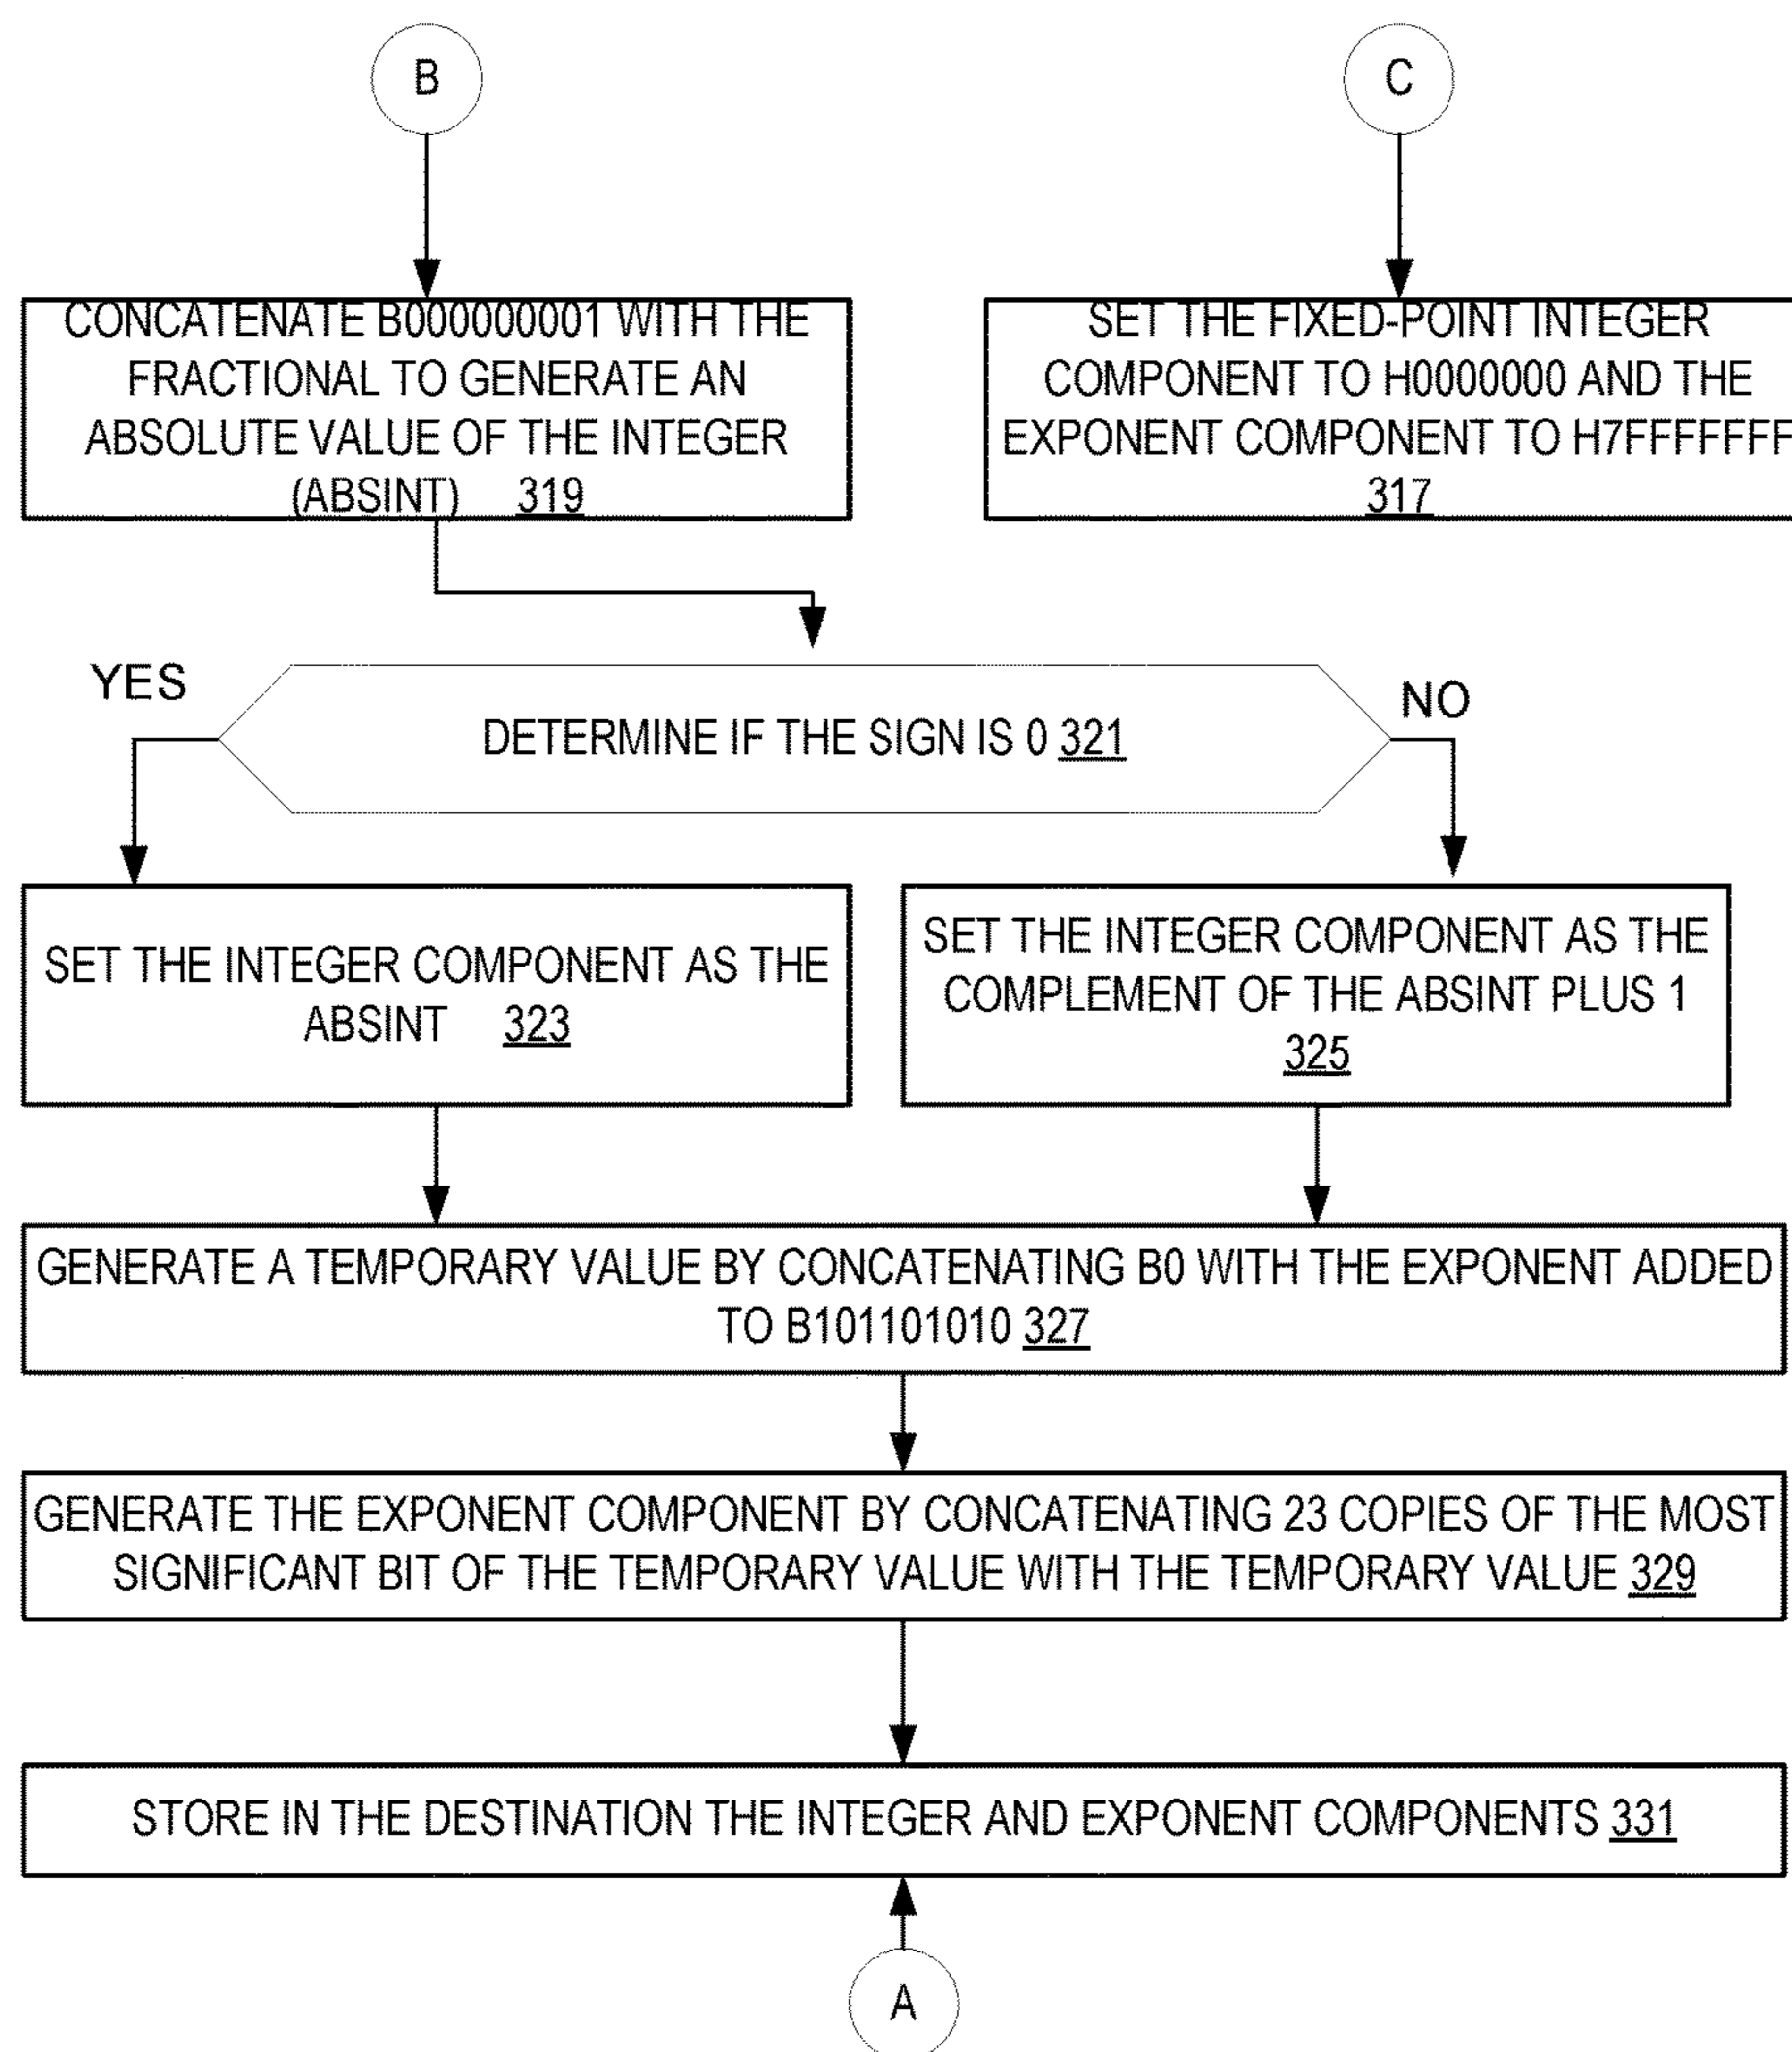 B
C
CONCATENATE B000000001 WITH THE
FRACTIONAL TO GENERATE AN
ABSOLUTE VALUE OF THE INTEGER
(ABSINT) 319
SET THE FIXED-POINT INTEGER
COMPONENT TO H0000000 AND THE
EXPONENT COMPONENT TO H7FFFFFFF
317
YES
DETERMINE IF THE SIGN IS 0 321
NO
SET THE INTEGER COMPONENT AS THE
ABSINT 323
SET THE INTEGER COMPONENT AS THE
COMPLEMENT OF THE ABSINT PLUS 1
325
GENERATE A TEMPORARY VALUE BY CONCATENATING B0 WITH THE EXPONENT ADDED
TO B101101010 327
GENERATE THE EXPONENT COMPONENT BY CONCATENATING 23 COPIES OF THE MOST
SIGNIFICANT BIT OF THE TEMPORARY VALUE WITH THE TEMPORARY VALUE 329
STORE IN THE DESTINATION THE INTEGER AND EXPONENT COMPONENTS 331
A